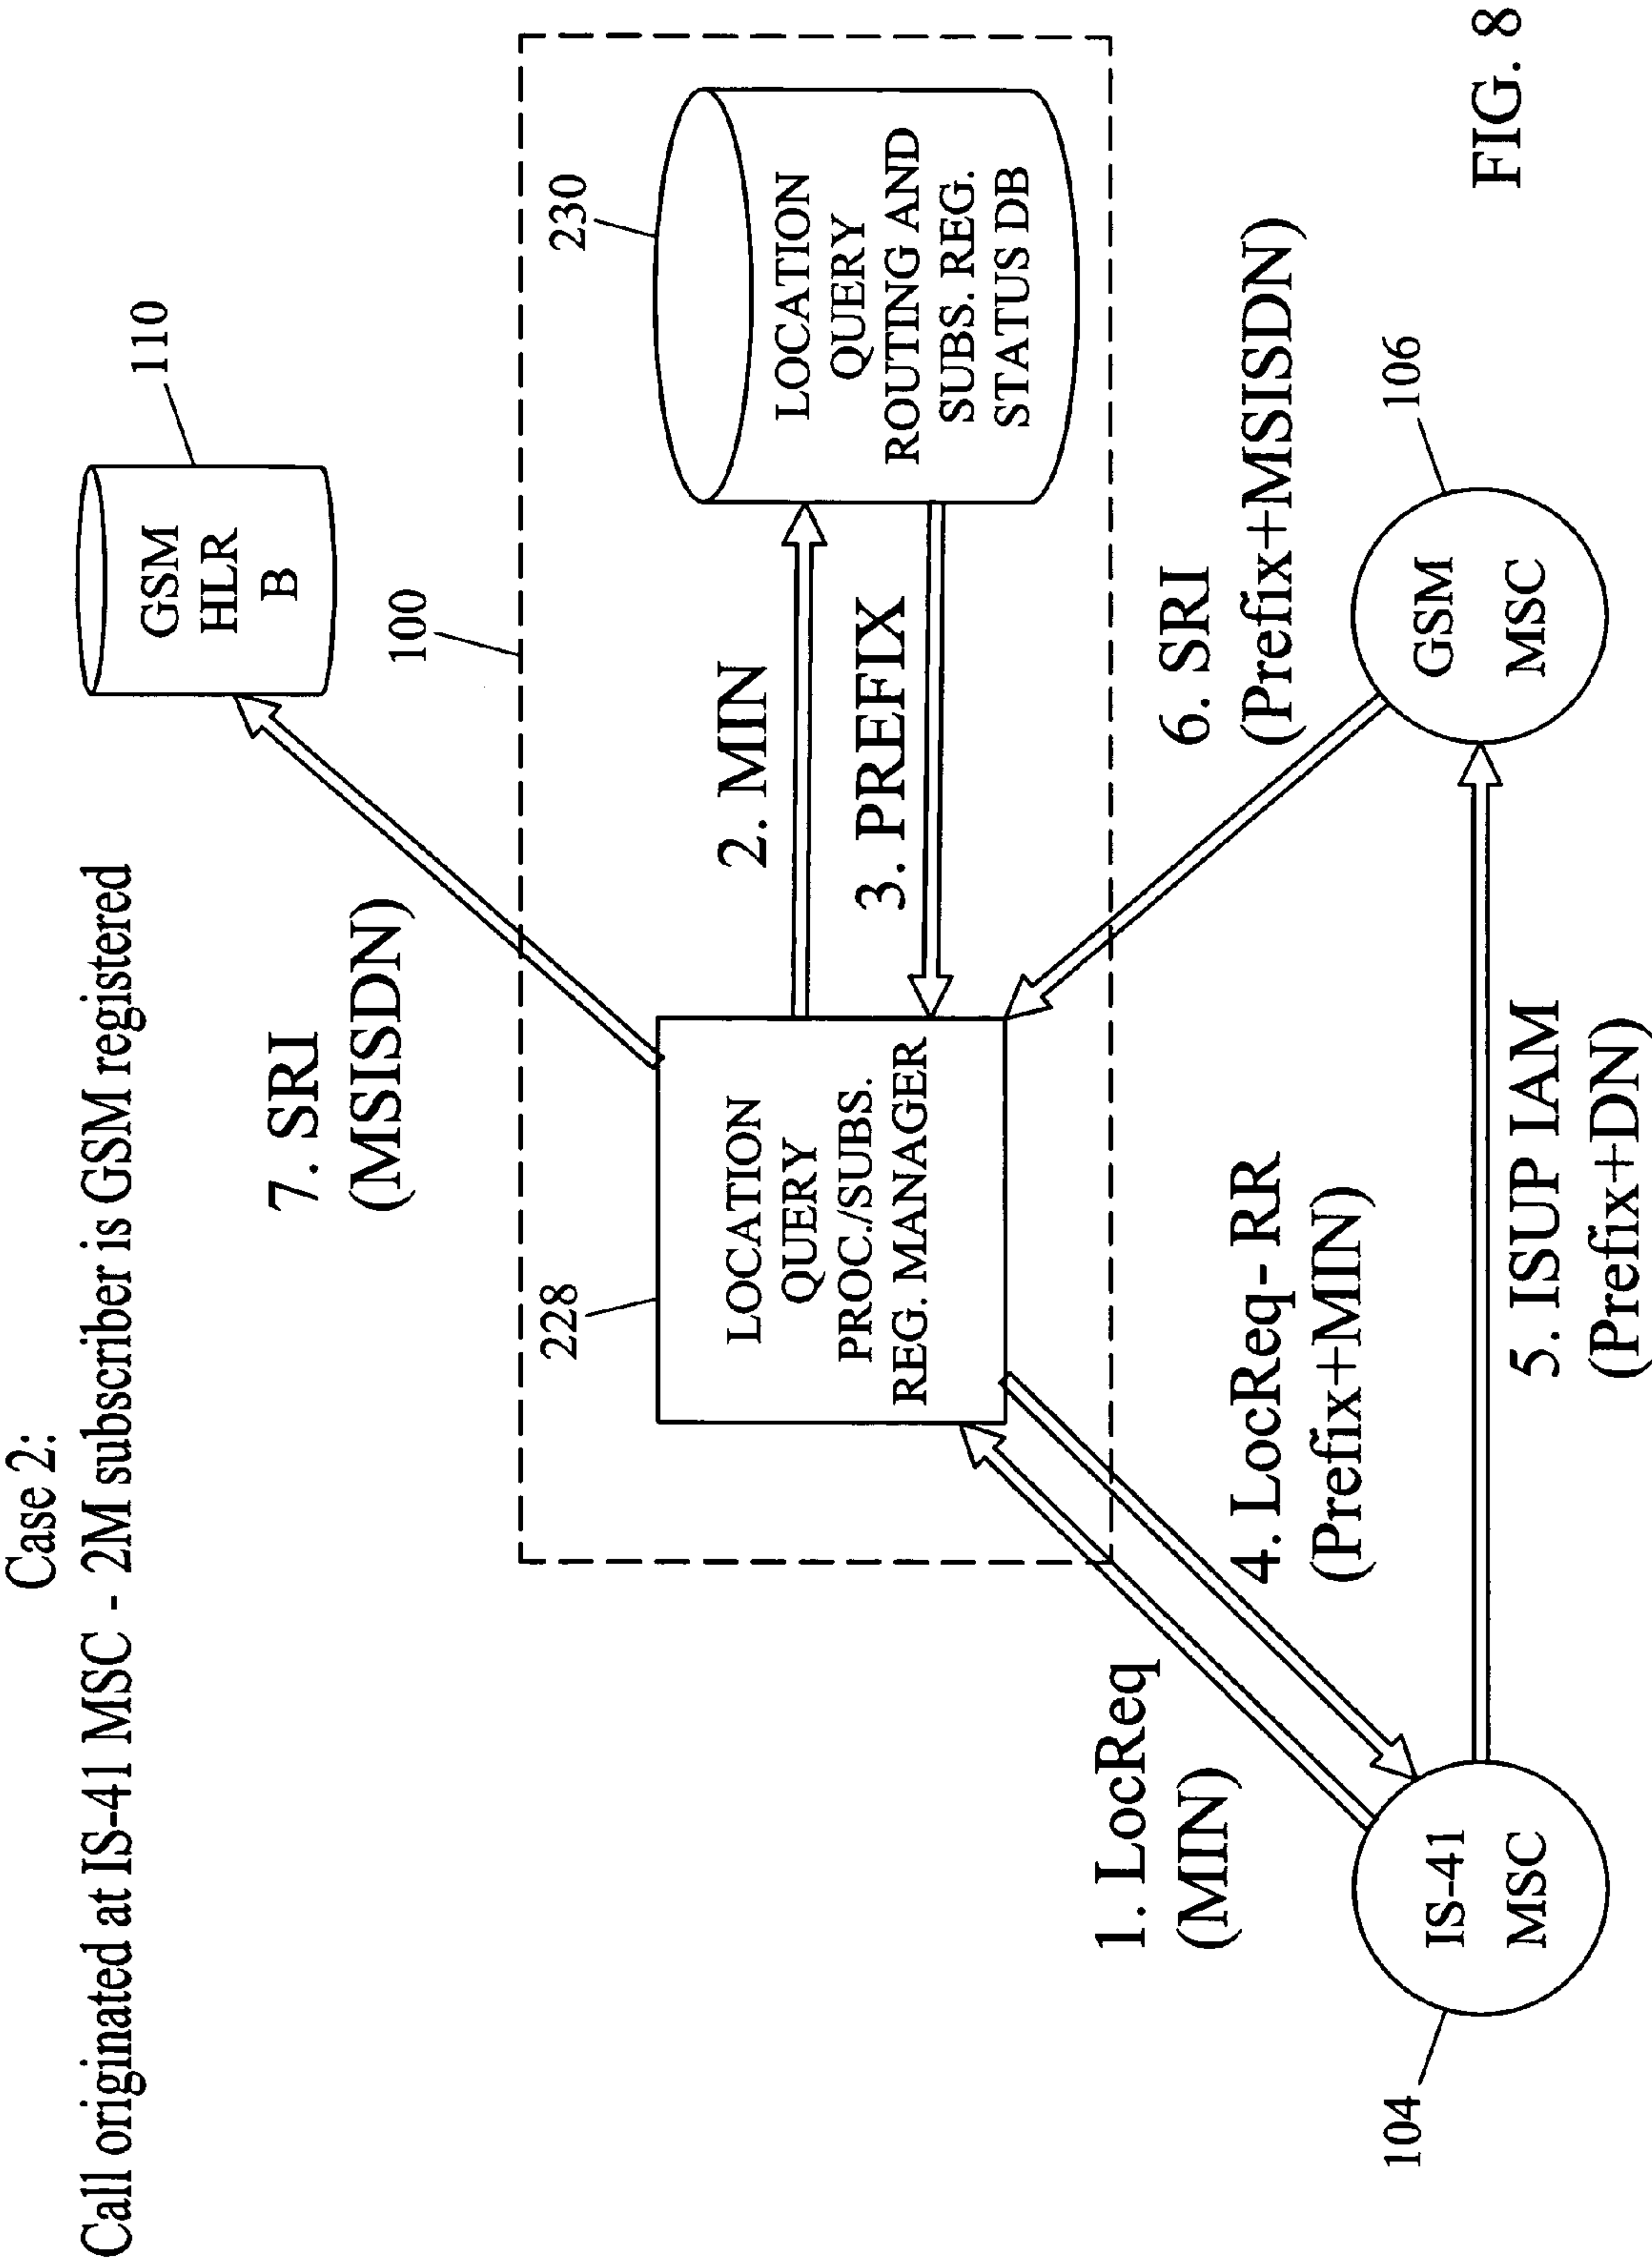 Case 2:
Call originated at IS-41 MSC - 2M subscriber is GSM registered
7. SRI
(MSISDN)
GSM
HLR
B
110
100
228
LOCATION
QUERY
PROC./SUBS.
REG. MANAGER
2. MIN
3. PREFIX
230
LOCATION
QUERY
ROUTING AND
SUBS. REG.
STATUS DB
1. LocReq
(MIN)
4. LocReq- RR
(Prefix+MIN)
6. SRI
(Prefix+MSISDN)
104
IS-41
MSC
5. ISUP IAM
(Prefix+DN)
GSM
MSC
106
FIG. 8